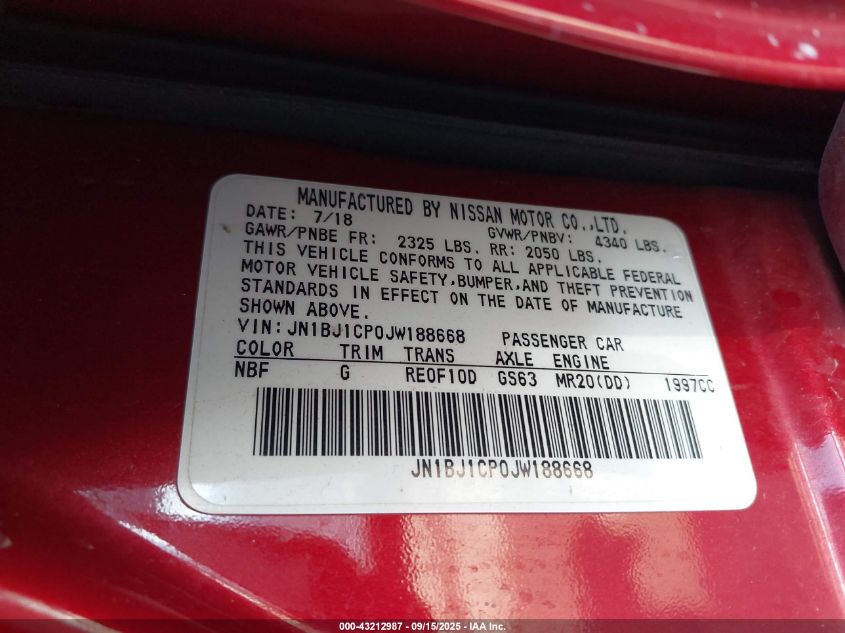 MANUFACTURED BY NISSAN MOTOR CO.,LTD.
DATE: 7/18 GVWR/PNBV: 4340 LBS.
GAWR/PNBE FR: 2325 LBS. RR: 2050 LBS.
THIS VEHICLE CONFORMS TO ALL APPLICABLE FEDERAL
MOTOR VEHICLE SAFETY,BUMPER,AND THEFT PREVENTION
STANDARDS IN EFFECT ON THE DATE OF MANUFACTURE
SHOWN ABOVE.
VIN:JN1BJ1CP0JW188668 PASSENGER CAR
COLOR TRIM TRANS AXLE ENGINE
NBF G RE0F10D GS63 MR20(DD) 1997CC
JN1BJ1CP0JW188668
000-43212987 - 09/15/2025 - IAA Inc.